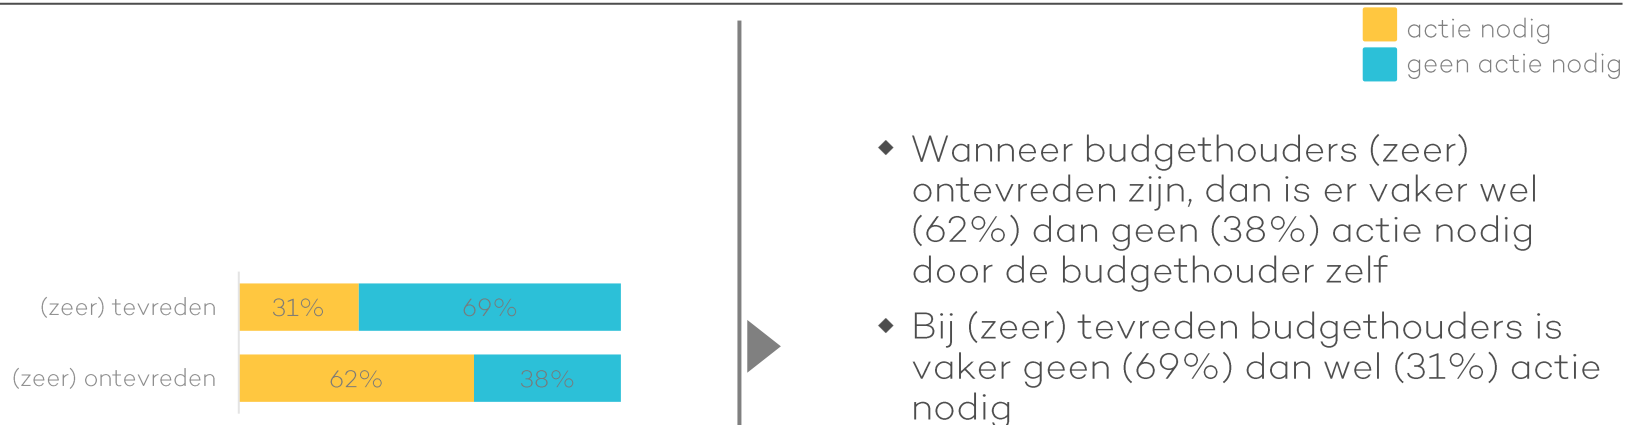 actie nodig
geen actie nodig
(zeer) tevreden
31%
69%
(zeer) ontevreden
62%
38%
◆ Wanneer budgethouders (zeer)
ontevreden zijn, dan is er vaker wel
(62%) dan geen (38%) actie nodig
door de budgethouder zelf
◆ Bij (zeer) tevreden budgethouders is
vaker geen (69%) dan wel (31%) actie
nodig